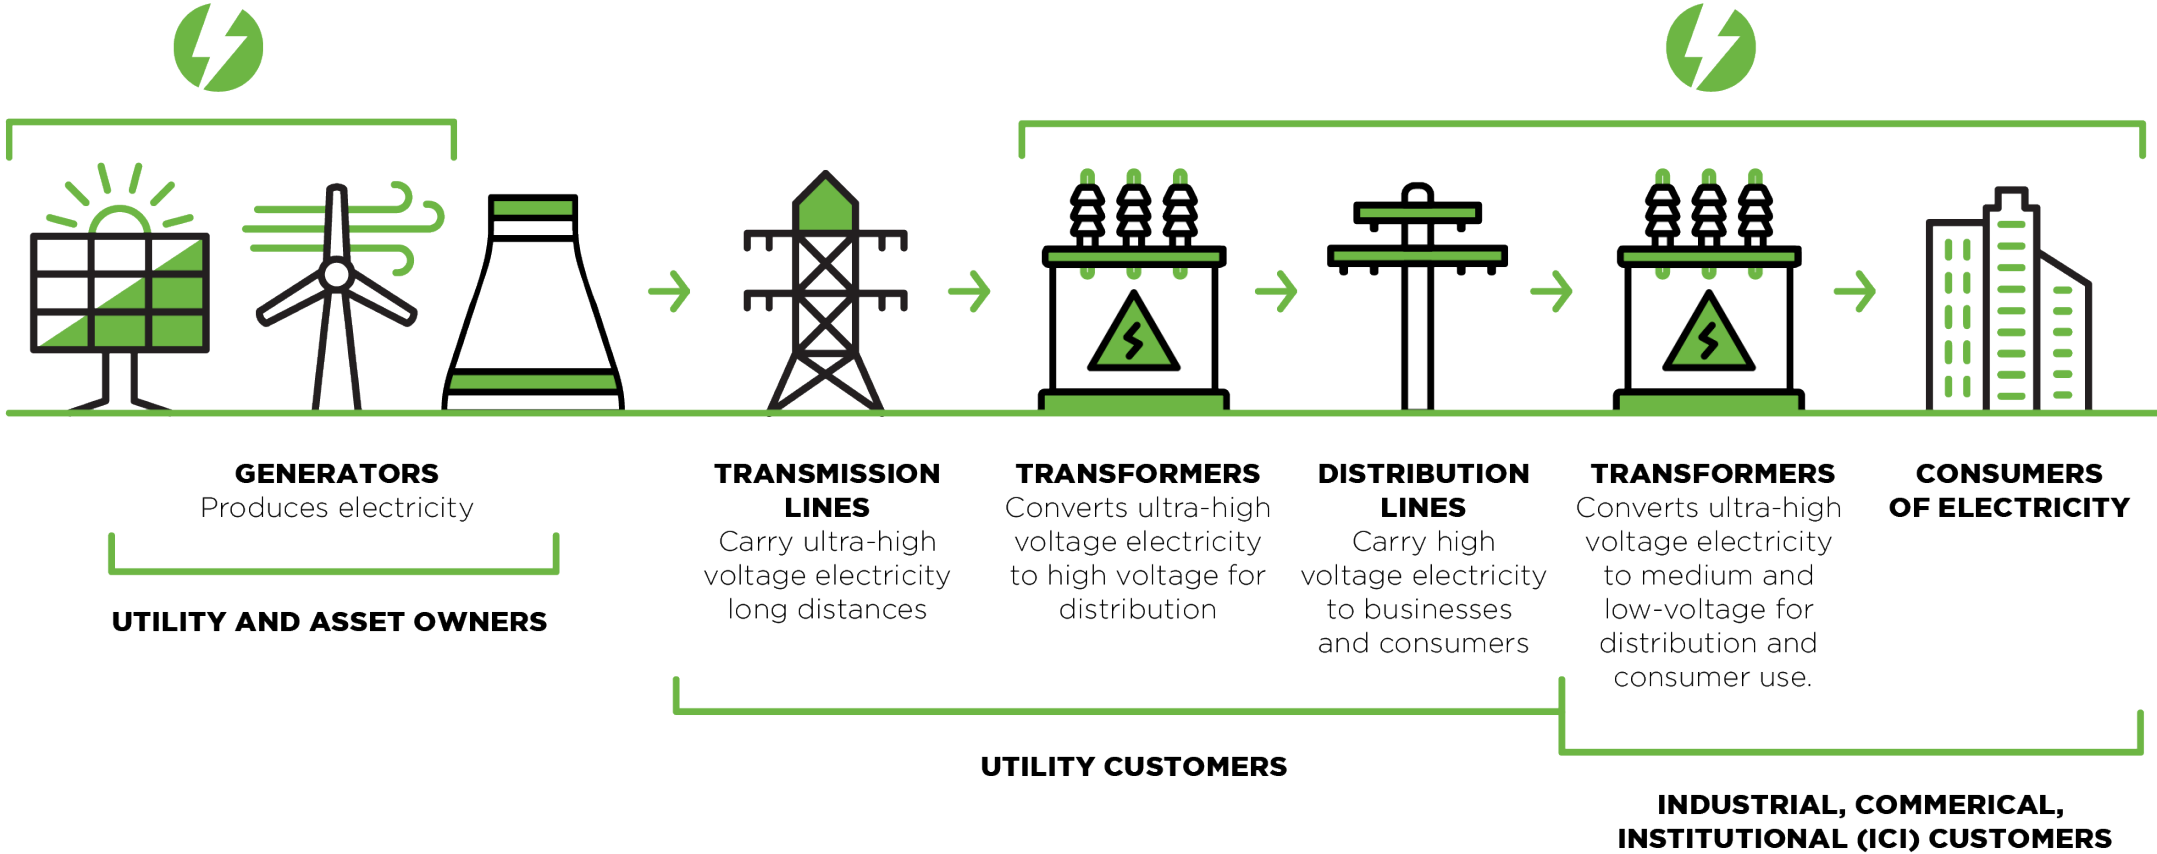 GENERATORS
Produces electricity
UTILITY AND ASSET OWNERS
TRANSMISSION
LINES
Carry ultra-high
voltage electricity
long distances
TRANSFORMERS
Converts ultra-high
voltage electricity
to high voltage for
distribution
DISTRIBUTION
LINES
Carry high
voltage electricity
to businesses
and consumers
TRANSFORMERS
Converts ultra-high
voltage electricity
to medium and
low-voltage for
distribution and
consumer use.
CONSUMERS
OF ELECTRICITY
UTILITY CUSTOMERS
INDUSTRIAL, COMMERICAL,
INSTITUTIONAL (ICI) CUSTOMERS